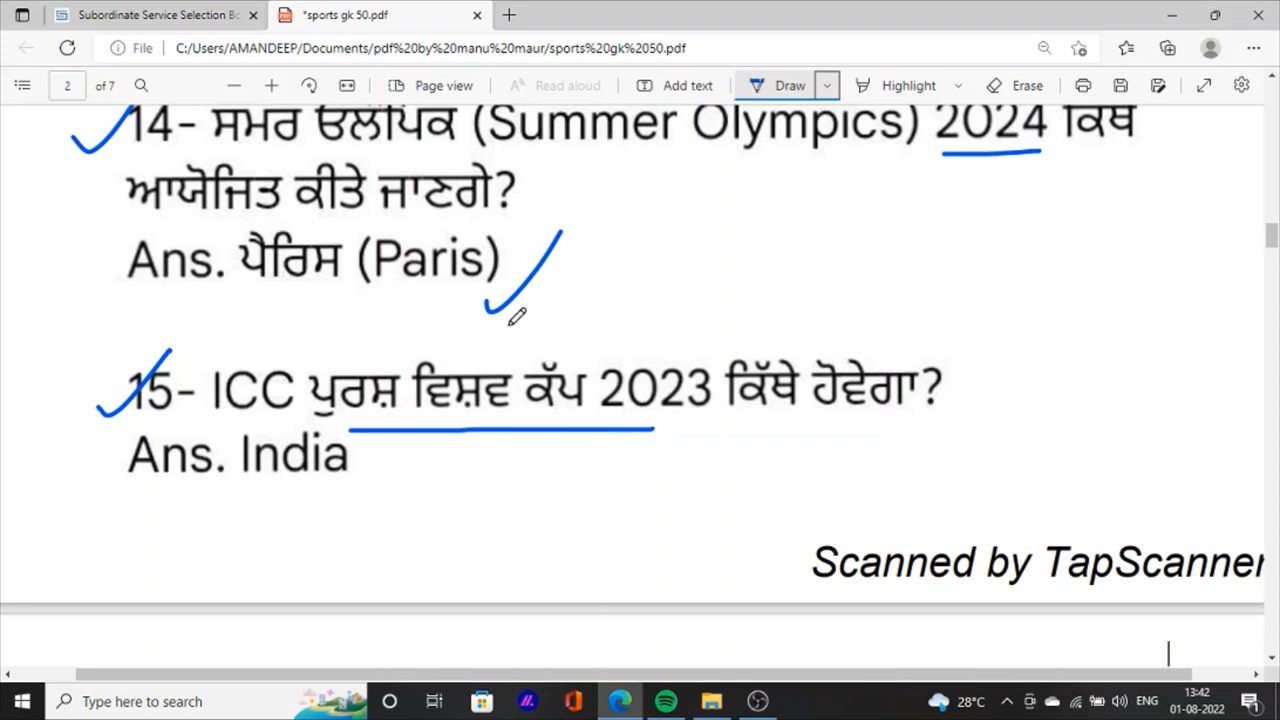 Subordinate Service Selection Bo
*sports gk 50.pdf
File
C:/Users/AMANDEEP/Documents/pdf%20by%20manu%20maur/sports%20gk%2050.pdf
2 of 7
Page view
Read aloud
Add text
Draw
Highlight
Erase
14- ਸਮਰ ਓਲੰਪਿਕ (Summer Olympics) 2024 ਕਿੱਥੇ
ਆਯੋਜਿਤ ਕੀਤੇ ਜਾਣਗੇ?
Ans. ਪੈਰਿਸ (Paris)
15- ICC ਪੁਰਸ਼ ਵਿਸ਼ਵ ਕੱਪ 2023 ਕਿੱਥੇ ਹੋਵੇਗਾ?
Ans. India
Scanned by TapScanner
Type here to search
28°C
ENG
13:42
01-08-2022
1